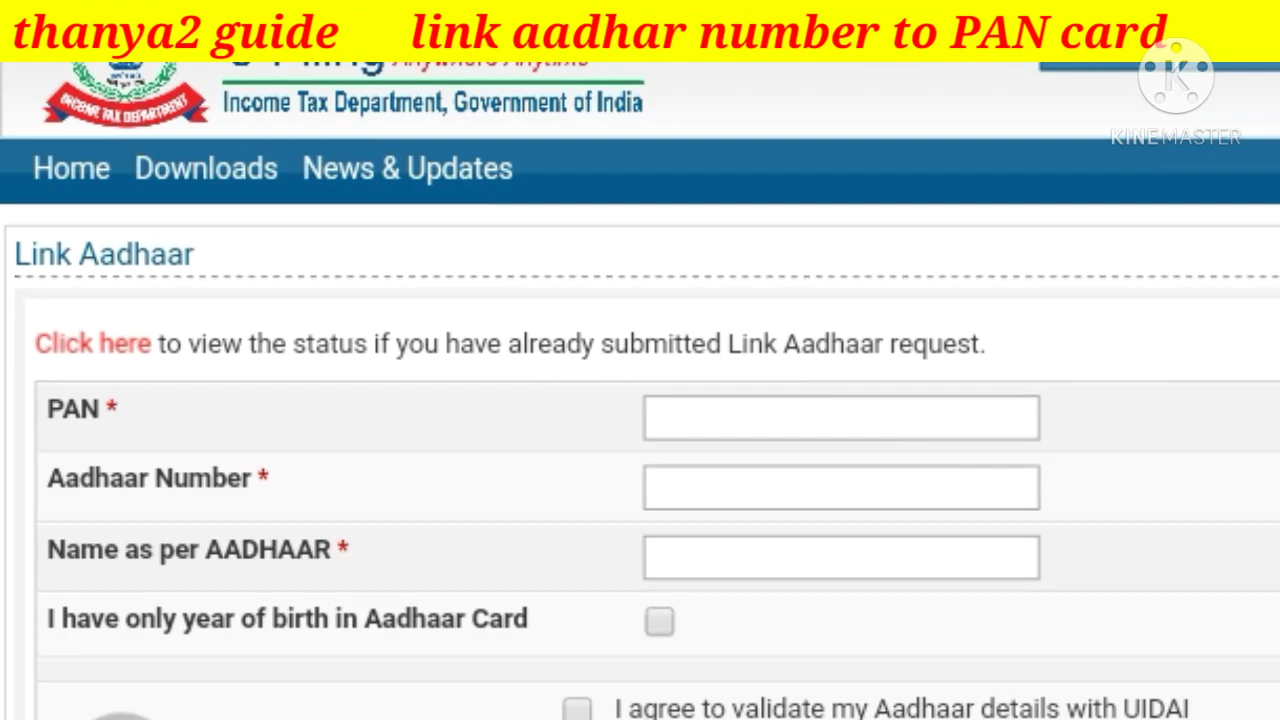 thanya2 guide link aadhar number to PAN card
KINEMASTER
INCOME TAX DEPARTMENT
Income Tax Department, Government of India
Home Downloads News & Updates
Link Aadhaar
Click here to view the status if you have already submitted Link Aadhaar request.
PAN *
Aadhaar Number *
Name as per AADHAAR *
I have only year of birth in Aadhaar Card
I agree to validate my Aadhaar details with UIDAI